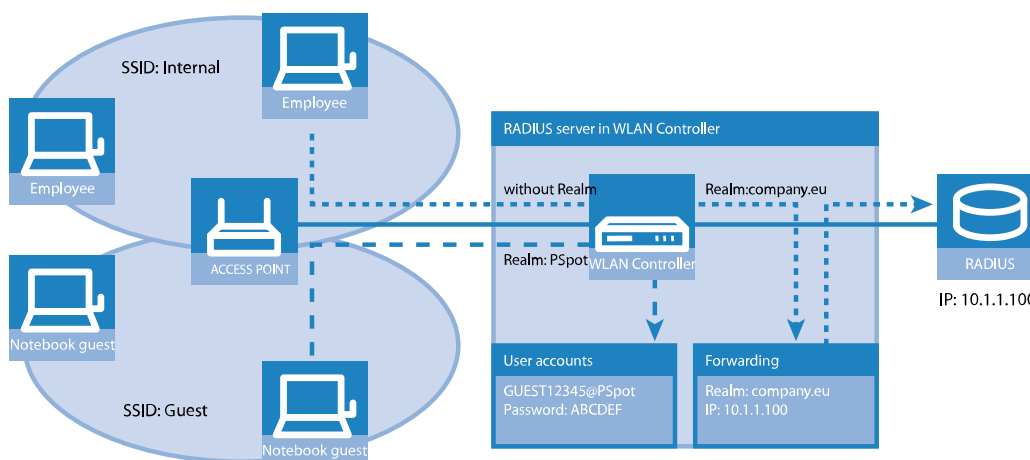 SSID: Internal
Employee
Employee
RADIUS server in WLAN Controller
without Realm
Realm:company.eu
ACCESS POINT
Realm: PSpot
WLAN Controller
RADIUS
IP: 10.1.1.100
Notebook guest
SSID: Guest
Notebook guest
User accounts
GUEST12345@PSpot
Password: ABCDEF
Forwarding
Realm: company.eu
IP: 10.1.1.100